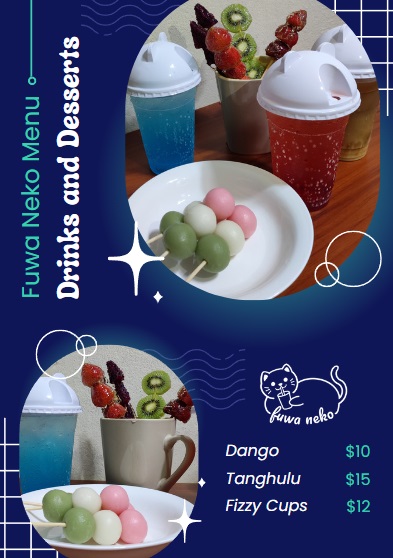 Fuwa Neko Menu
Drinks and Desserts
fuwa neko
Dango $10
Tanghulu $15
Fizzy Cups $12